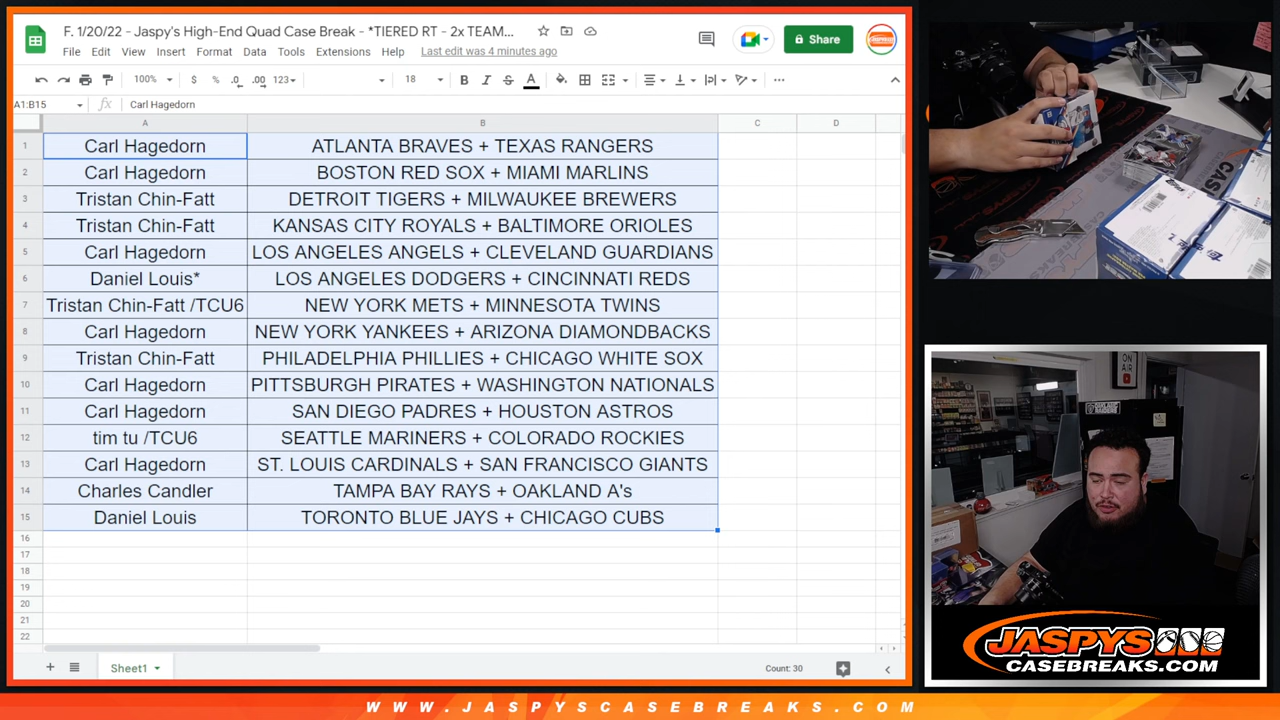 F. 1/20/22 - Jaspy's High-End Quad Case Break - *TIERED RT - 2x TEAM...
File Edit View Insert Format Data Tools Extensions Help Last edit was 4 minutes ago
Share
100% $ % .0 .00 123 18 B I S A
A1:B15 fx Carl Hagedorn
A B C D
1 Carl Hagedorn ATLANTA BRAVES + TEXAS RANGERS
2 Carl Hagedorn BOSTON RED SOX + MIAMI MARLINS
3 Tristan Chin-Fatt DETROIT TIGERS + MILWAUKEE BREWERS
4 Tristan Chin-Fatt KANSAS CITY ROYALS + BALTIMORE ORIOLES
5 Carl Hagedorn LOS ANGELES ANGELS + CLEVELAND GUARDIANS
6 Daniel Louis* LOS ANGELES DODGERS + CINCINNATI REDS
7 Tristan Chin-Fatt /TCU6 NEW YORK METS + MINNESOTA TWINS
8 Carl Hagedorn NEW YORK YANKEES + ARIZONA DIAMONDBACKS
9 Tristan Chin-Fatt PHILADELPHIA PHILLIES + CHICAGO WHITE SOX
10 Carl Hagedorn PITTSBURGH PIRATES + WASHINGTON NATIONALS
11 Carl Hagedorn SAN DIEGO PADRES + HOUSTON ASTROS
12 tim tu /TCU6 SEATTLE MARINERS + COLORADO ROCKIES
13 Carl Hagedorn ST. LOUIS CARDINALS + SAN FRANCISCO GIANTS
14 Charles Candler TAMPA BAY RAYS + OAKLAND A's
15 Daniel Louis TORONTO BLUE JAYS + CHICAGO CUBS
16
17
18
19
20
21
22
Sheet1
Count: 30
ON AIR
JASPYS
CASEBREAKS.COM
WWW.JASPYSCASEBREAKS.COM